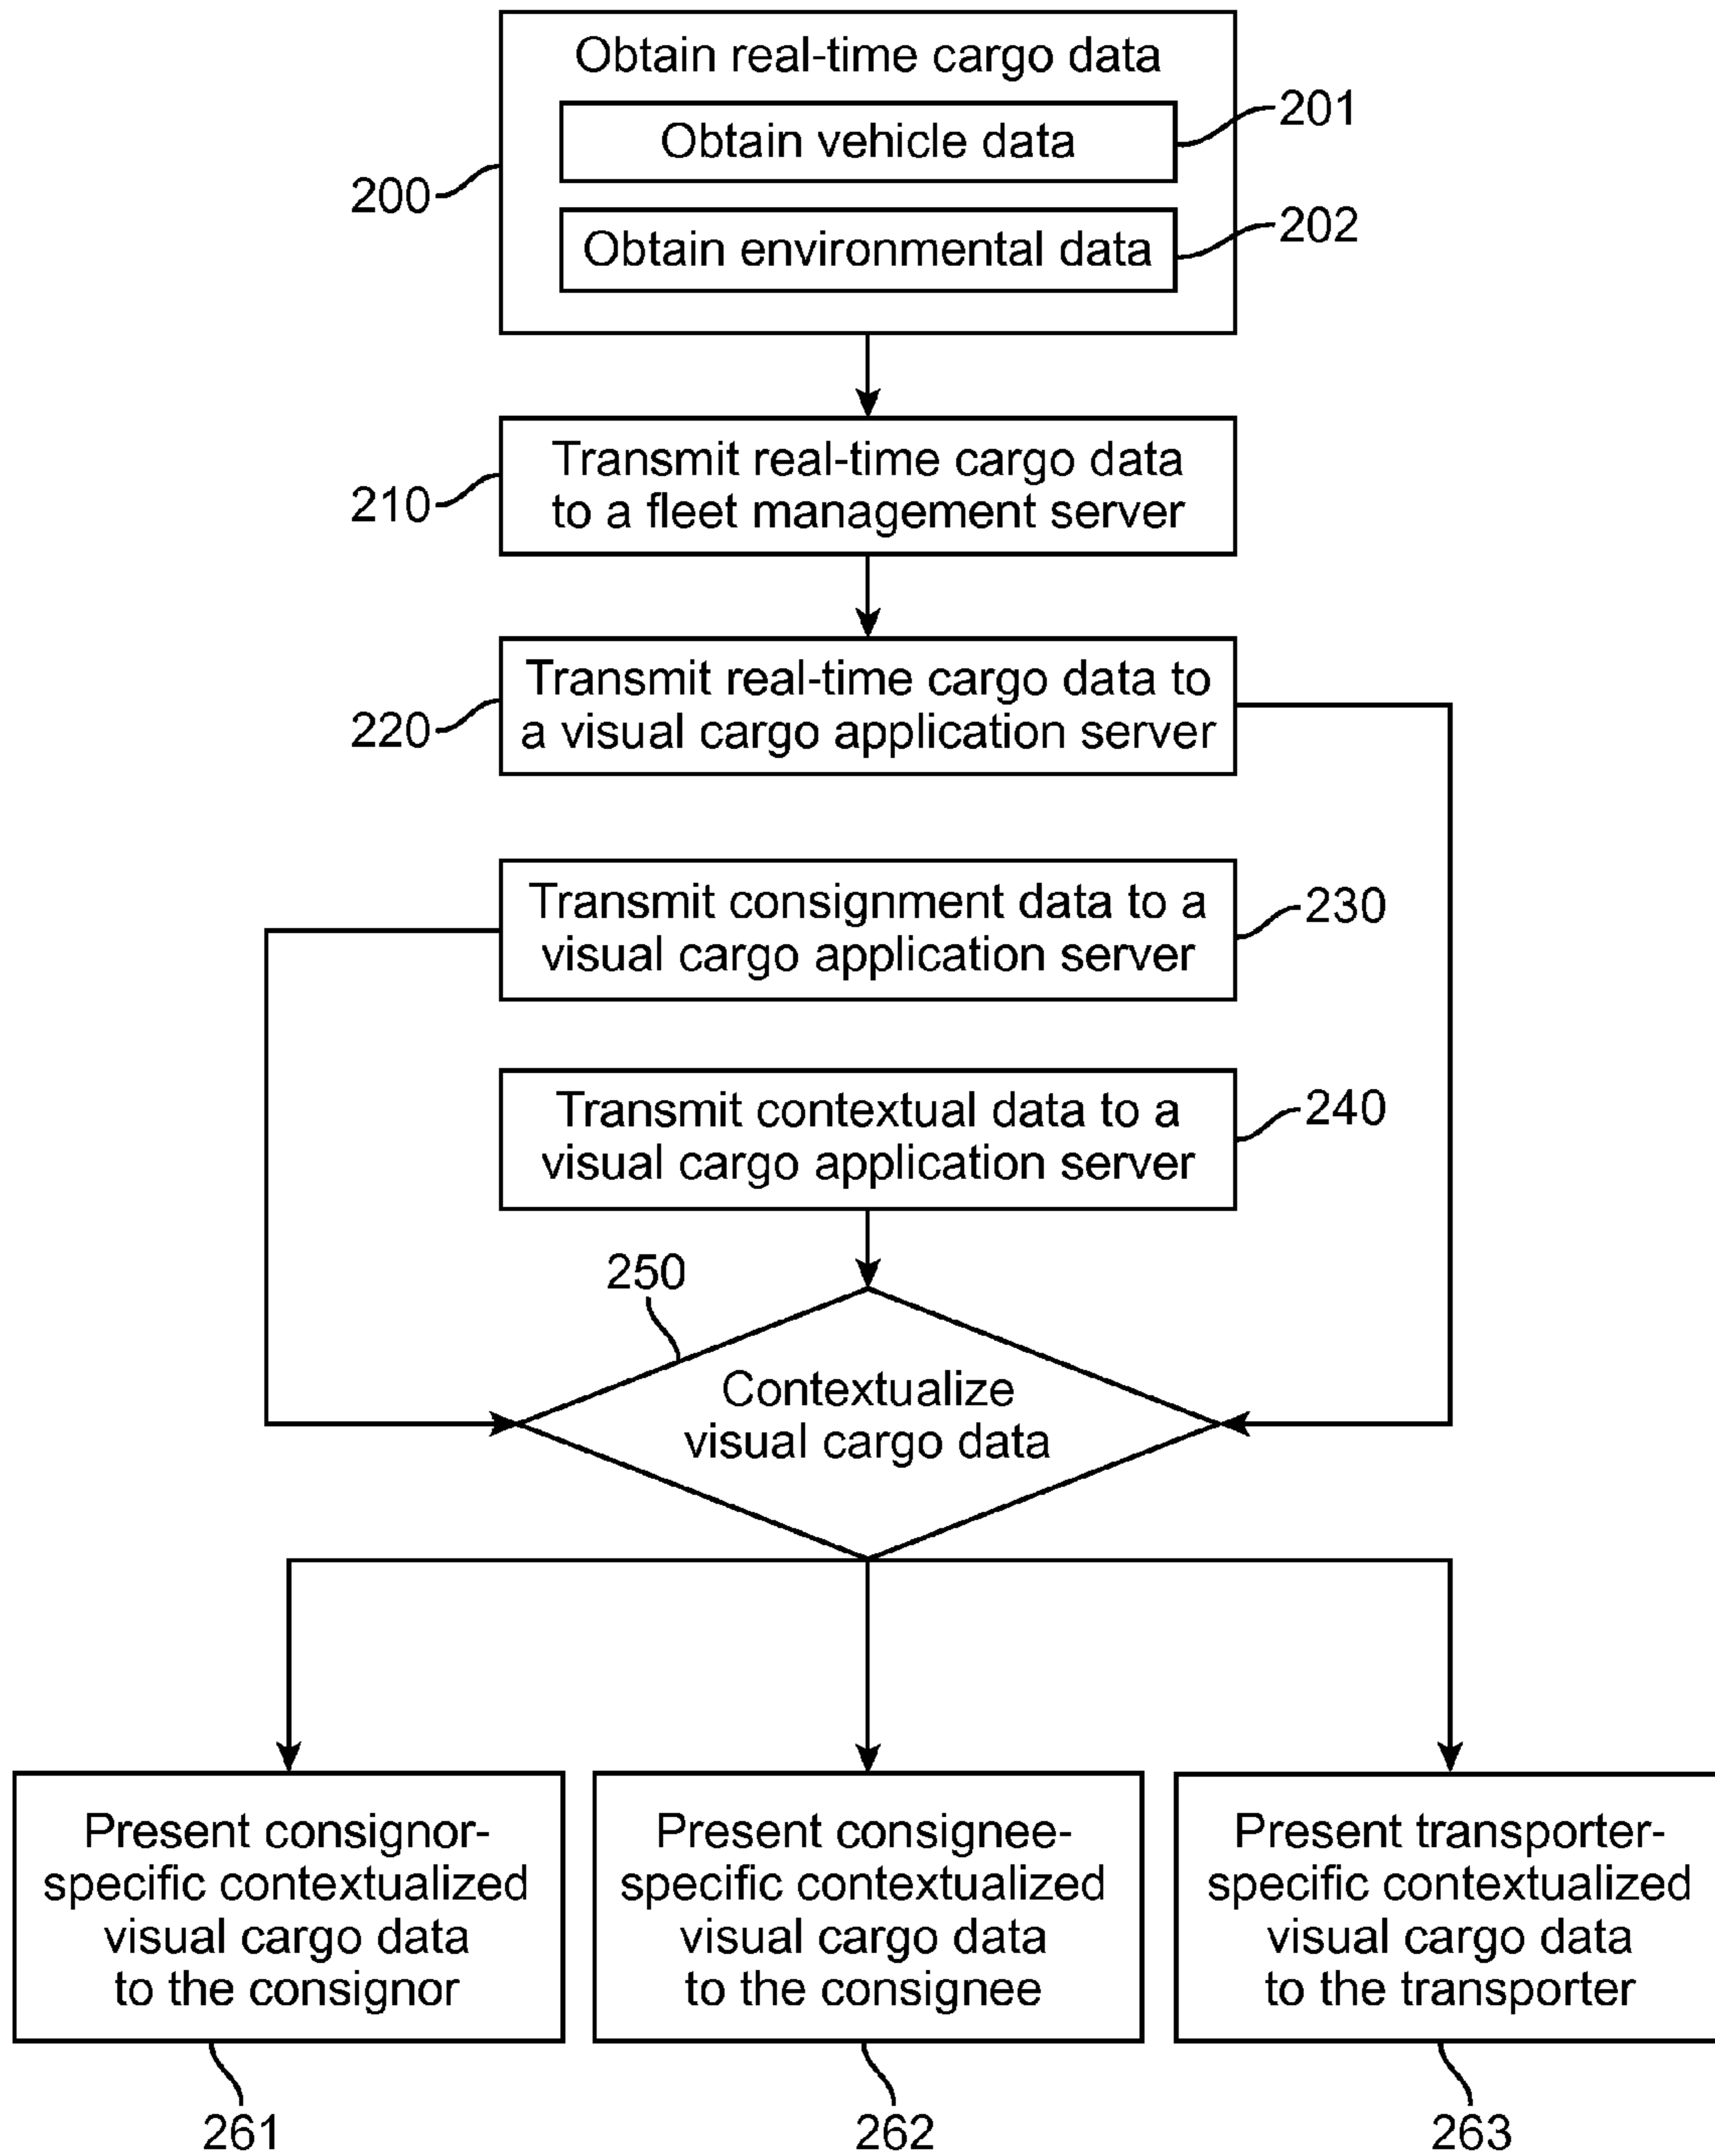 Obtain real-time cargo data
201
Obtain vehicle data
200
202
Obtain environmental data
Transmit real-time cargo data
to a fleet management server
210
Transmit real-time cargo data to
a visual cargo application server
220
Transmit consignment data to a
visual cargo application server
230
Transmit contextual data to a
visual cargo application server
240
250
Contextualize
visual cargo data
Present consignor-
specific contextualized
visual cargo data
to the consignor
Present consignee-
specific contextualized
visual cargo data
to the consignee
Present transporter-
specific contextualized
visual cargo data
to the transporter
261
262
263